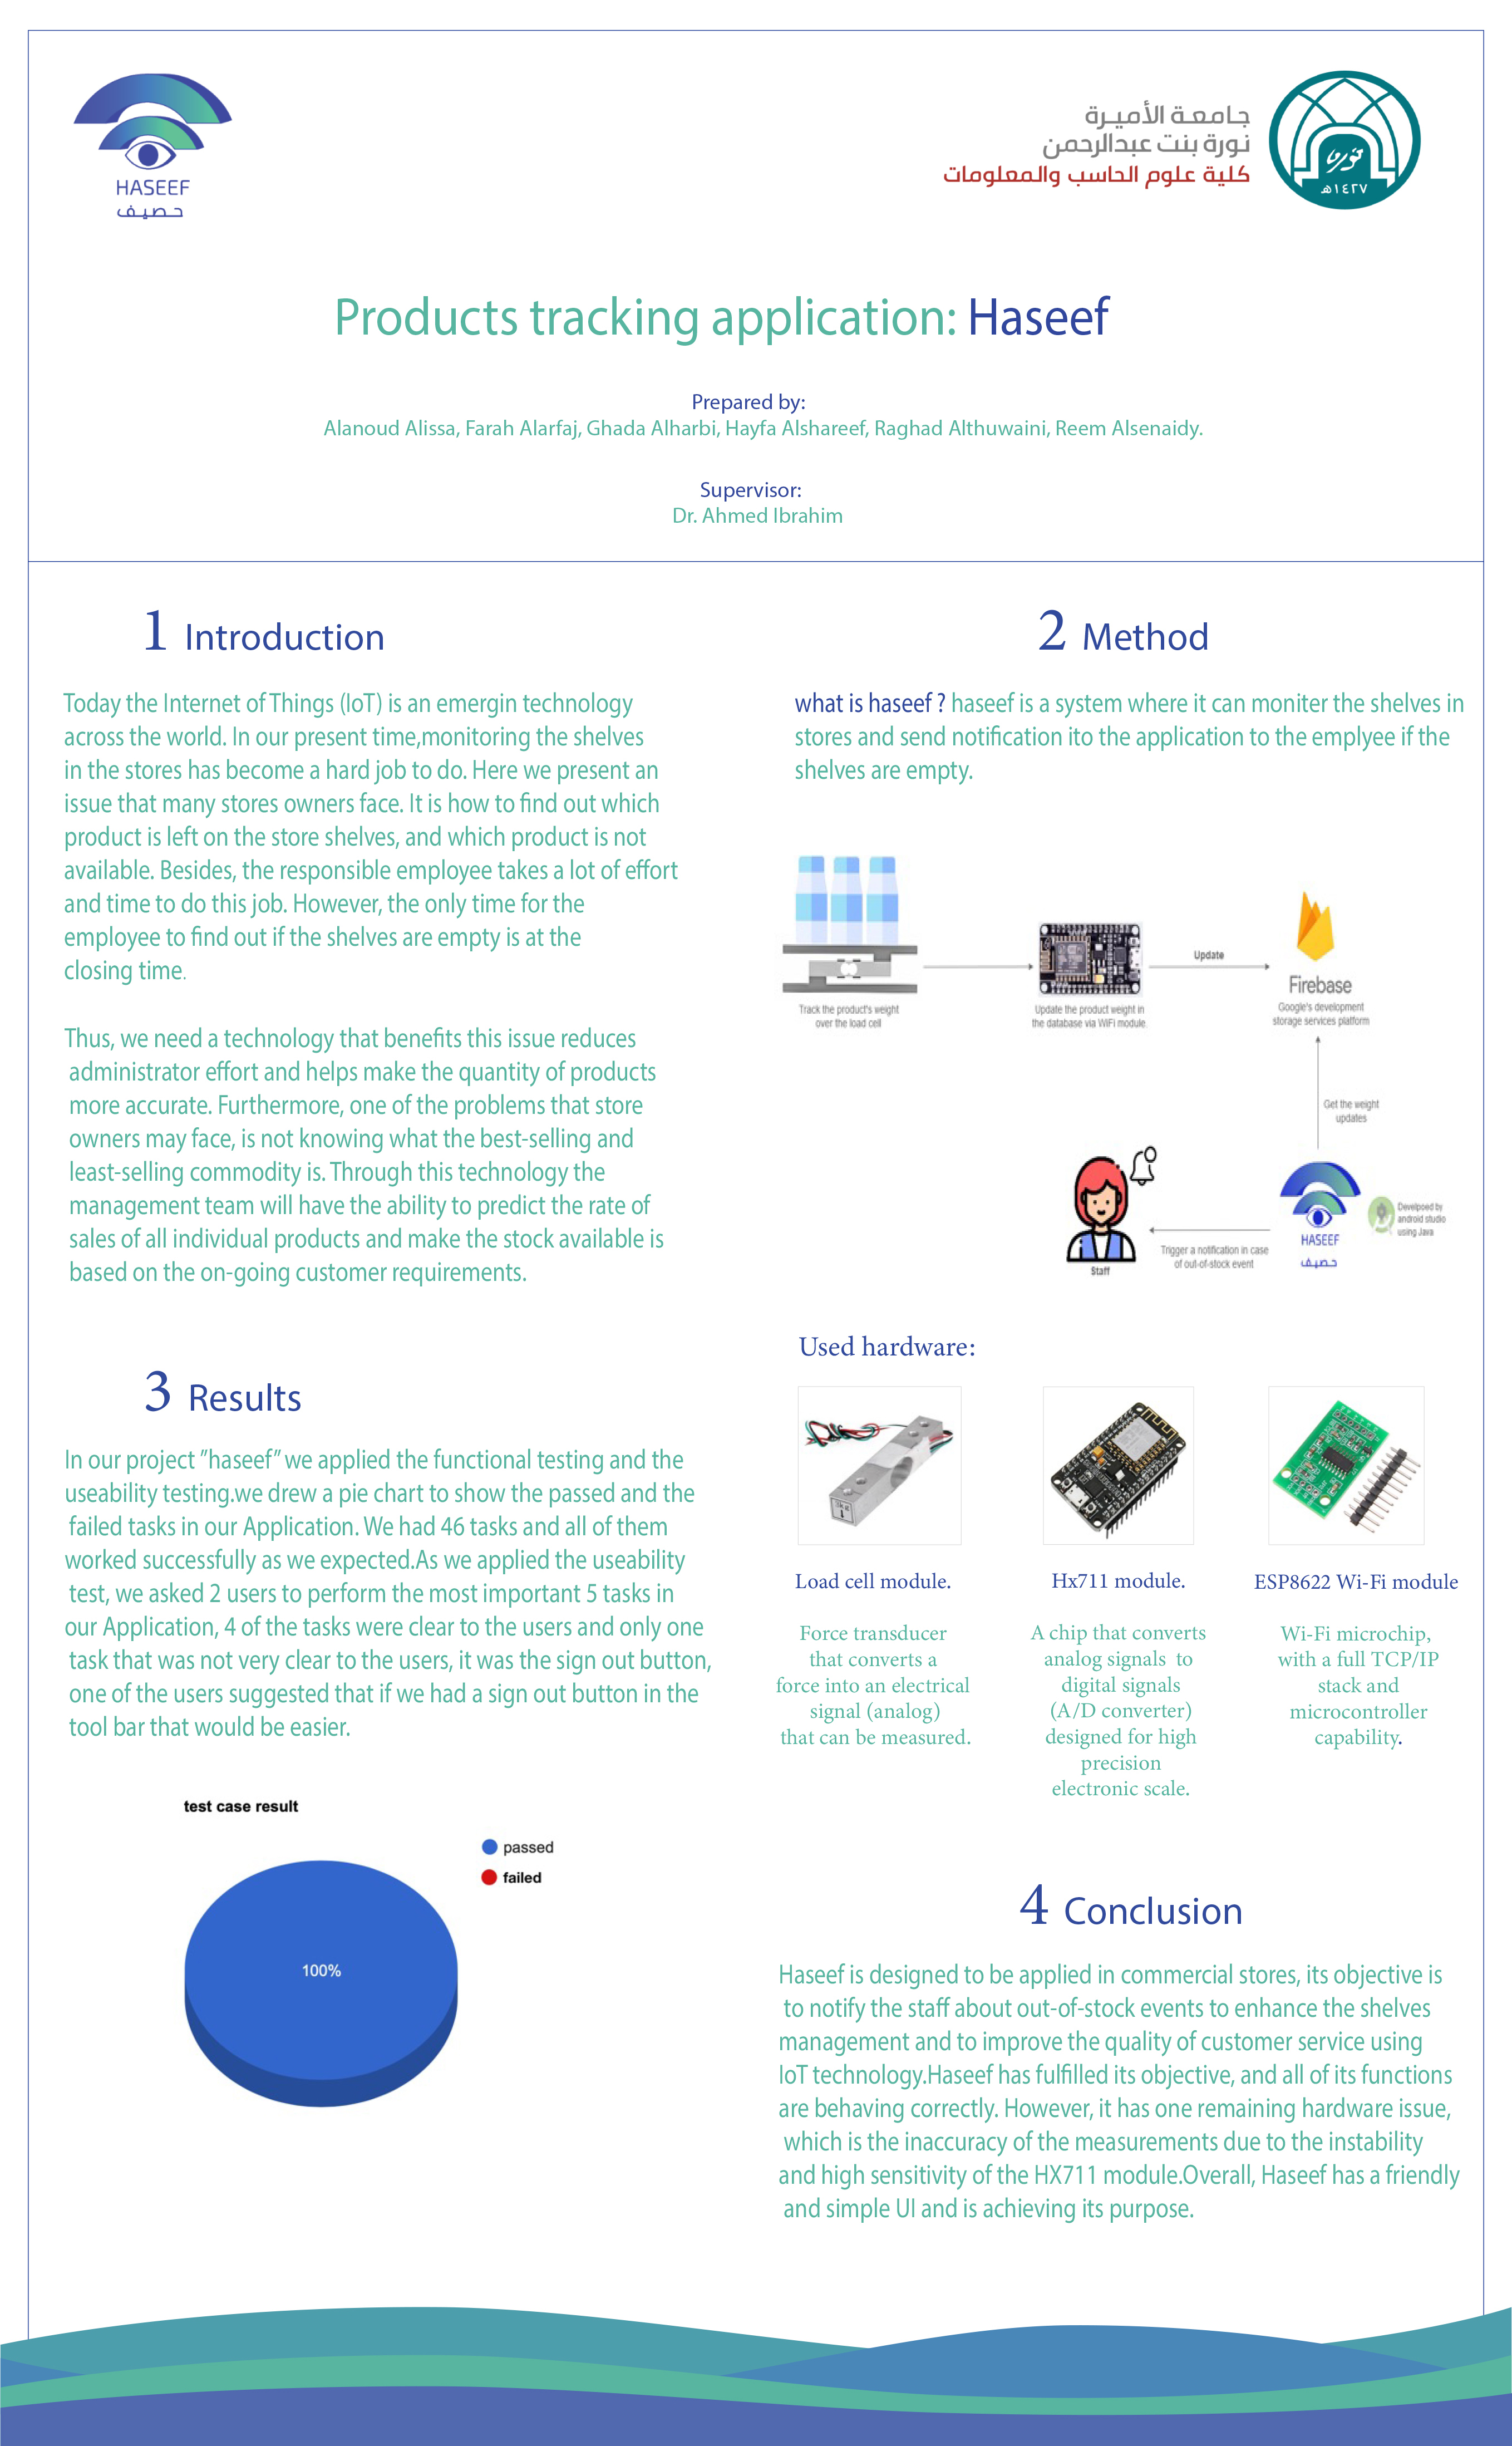 HASEEF
حصيف
جامعة الأميرة
نورة بنت عبدالرحمن
كلية علوم الحاسب والمعلومات
نورة
١٤٢٧هـ
Products tracking application: Haseef
Prepared by:
Alanoud Alissa, Farah Alarfaj, Ghada Alharbi, Hayfa Alshareef, Raghad Althuwaini, Reem Alsenaidy.
Supervisor:
Dr. Ahmed Ibrahim
1 Introduction
Today the Internet of Things (IoT) is an emergin technology
across the world. In our present time,monitoring the shelves
in the stores has become a hard job to do. Here we present an
issue that many stores owners face. It is how to find out which
product is left on the store shelves, and which product is not
available. Besides, the responsible employee takes a lot of effort
and time to do this job. However, the only time for the
employee to find out if the shelves are empty is at the
closing time.
Thus, we need a technology that benefits this issue reduces
administrator effort and helps make the quantity of products
more accurate. Furthermore, one of the problems that store
owners may face, is not knowing what the best-selling and
least-selling commodity is. Through this technology the
management team will have the ability to predict the rate of
sales of all individual products and make the stock available is
based on the on-going customer requirements.
2 Method
what is haseef ? haseef is a system where it can moniter the shelves in
stores and send notification ito the application to the emplyee if the
shelves are empty.
Track the product's weight
over the load cell
Update the product weight in
the database via WiFi module
Update
Firebase
Google's development
storage services platform
Get the weight
updates
HASEEF
حصيف
Develpoed by
android studio
using Java
Trigger a notification in case
of out-of-stock event
Staff
Used hardware:
Load cell module.
Force transducer
that converts a
force into an electrical
signal (analog)
that can be measured.
Hx711 module.
A chip that converts
analog signals to
digital signals
(A/D converter)
designed for high
precision
electronic scale.
ESP8622 Wi-Fi module
Wi-Fi microchip,
with a full TCP/IP
stack and
microcontroller
capability.
3 Results
In our project "haseef" we applied the functional testing and the
useability testing.we drew a pie chart to show the passed and the
failed tasks in our Application. We had 46 tasks and all of them
worked successfully as we expected.As we applied the useability
test, we asked 2 users to perform the most important 5 tasks in
our Application, 4 of the tasks were clear to the users and only one
task that was not very clear to the users, it was the sign out button,
one of the users suggested that if we had a sign out button in the
tool bar that would be easier.
test case result
passed
failed
100%
4 Conclusion
Haseef is designed to be applied in commercial stores, its objective is
to notify the staff about out-of-stock events to enhance the shelves
management and to improve the quality of customer service using
IoT technology.Haseef has fulfilled its objective, and all of its functions
are behaving correctly. However, it has one remaining hardware issue,
which is the inaccuracy of the measurements due to the instability
and high sensitivity of the HX711 module.Overall, Haseef has a friendly
and simple UI and is achieving its purpose.